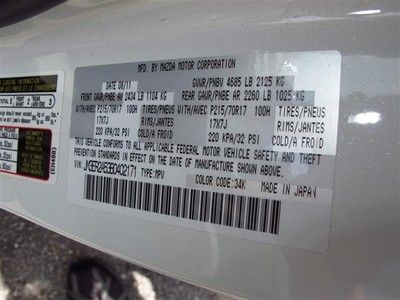 MFD. BY MAZDA MOTOR CORPORATION
DATE 08/11 GVWR/PNBV 4685 LB 2125 KG
FRONT GAWR/PNBE AV 2434 LB 1104 KG REAR GAWR/PNBE AR 2260 LB 1025 KG
WITH/AVEC P215/70R17 100H TIRES/PNEUS WITH/AVEC P215/70R17 100H TIRES/PNEUS
17X7J RIMS/JANTES 17X7J RIMS/JANTES
220 KPA/32 PSI COLD/A FROID 220 KPA/32 PSI COLD/A FROID
THIS VEHICLE CONFORMS TO ALL APPLICABLE FEDERAL MOTOR VEHICLE SAFETY AND THEFT
PREVENTION STANDARDS IN EFFECT ON THE DATE OF MANUFACTURE SHOWN ABOVE.
VIN: TYPE: MPV COLOR CODE: 34K MADE IN JAPAN
LOADING INFORMATION